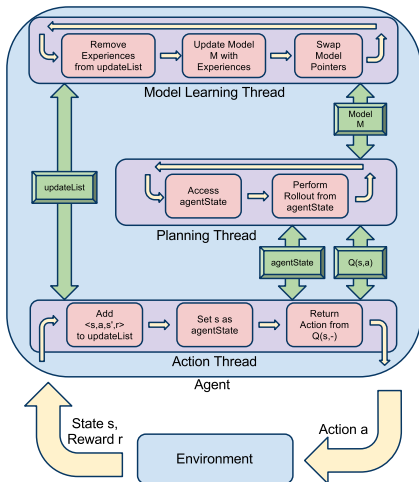 Remove
Experiences
from updateList
Update Model
M with
Experiences
Swap
Model
Pointers
Model Learning Thread
Model
M
updateList
Access
agentState
Perform
Rollout from
agentState
Planning Thread
agentState
Q(s,a)
Add
<s,a,s',r>
to updateList
Set s as
agentState
Return
Action from
Q(s,-)
Action Thread
Agent
State s,
Reward r
Action a
Environment